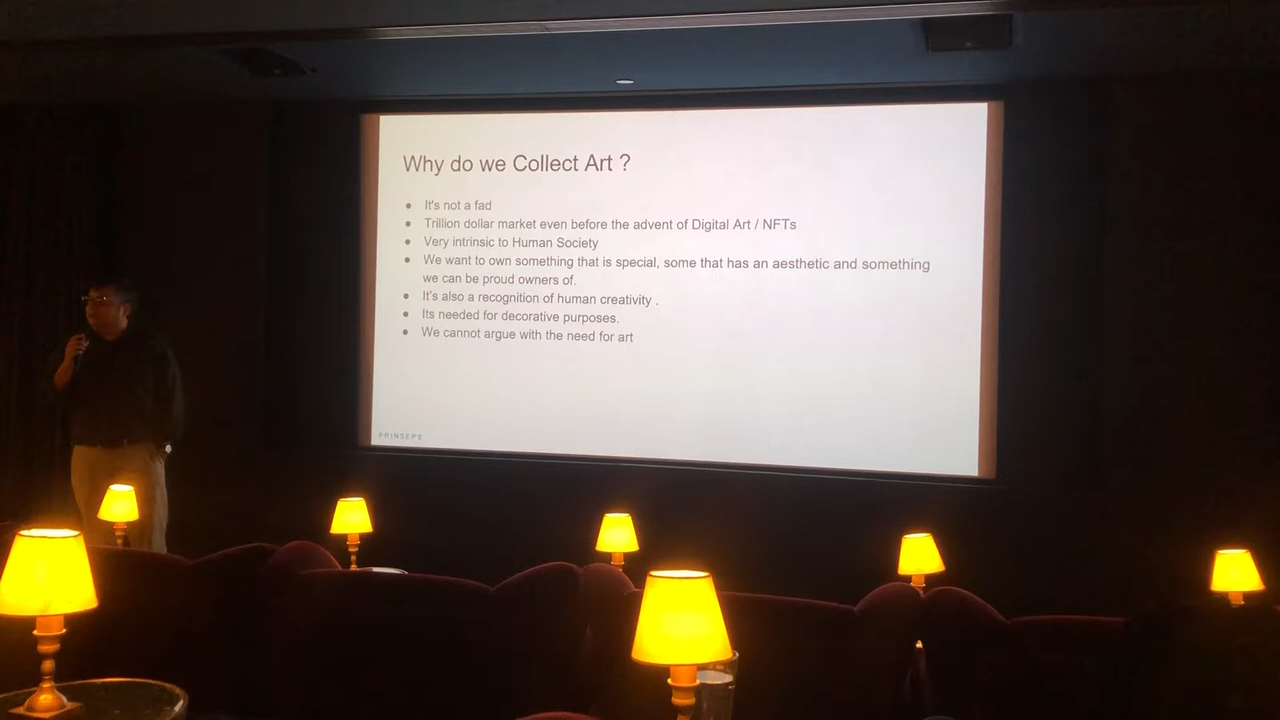 Why do we Collect Art ?
● It's not a fad
● Trillion dollar market even before the advent of Digital Art / NFTs
● Very intrinsic to Human Society
● We want to own something that is special, some that has an aesthetic and something
we can be proud owners of.
● It's also a recognition of human creativity .
● Its needed for decorative purposes.
● We cannot argue with the need for art
PRINSEPS